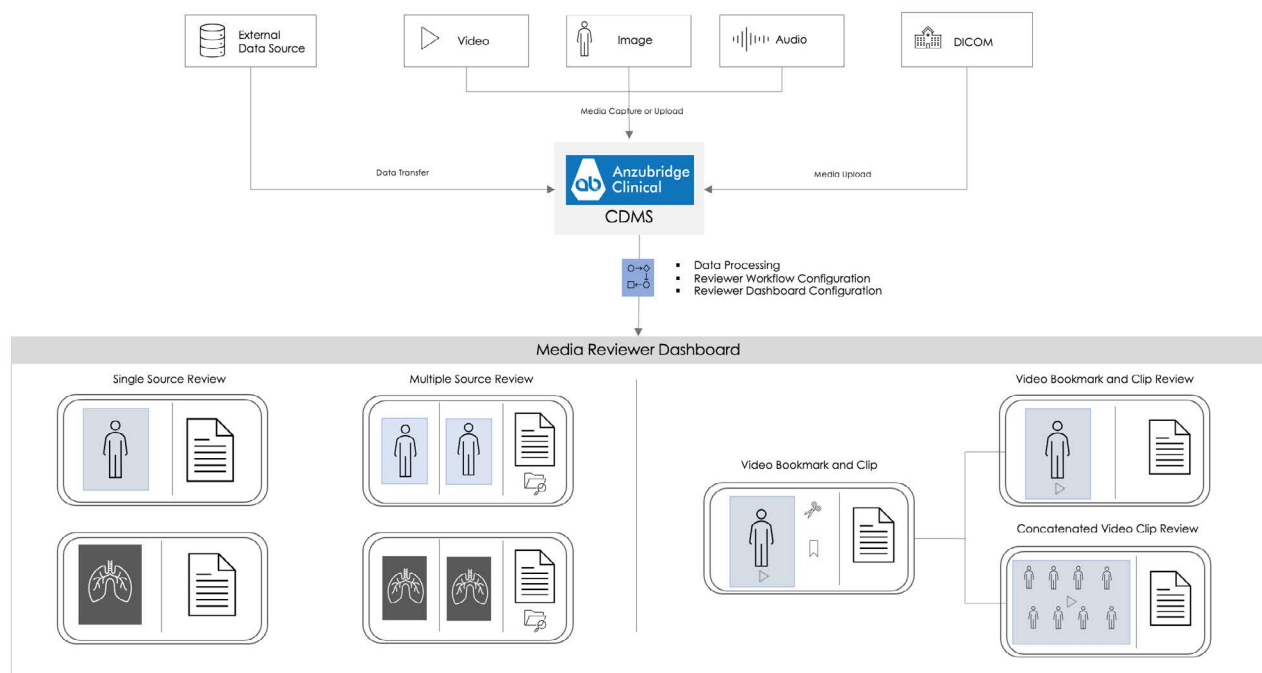 External
Data Source
Video
Image
Audio
DICOM
Media Capture or Upload
Data Transfer
Media Upload
ab
Anzubridge
Clinical
CDMS
▪ Data Processing
▪ Reviewer Workflow Configuration
▪ Reviewer Dashboard Configuration
Media Reviewer Dashboard
Single Source Review
Multiple Source Review
Video Bookmark and Clip
Video Bookmark and Clip Review
Concatenated Video Clip Review